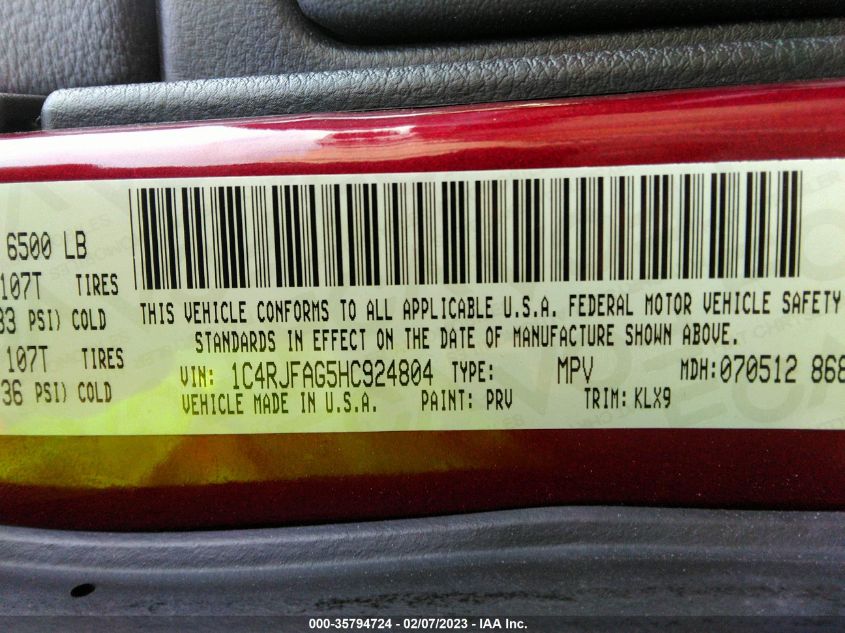 6500 LB
107T TIRES
33 PSI) COLD
107T TIRES
36 PSI) COLD
THIS VEHICLE CONFORMS TO ALL APPLICABLE U.S.A. FEDERAL MOTOR VEHICLE SAFETY
STANDARDS IN EFFECT ON THE DATE OF MANUFACTURE SHOWN ABOVE.
VIN: 1C4RJFAG5HC924804 TYPE: MPV MDH: 070512 868
VEHICLE MADE IN U.S.A. PAINT: PRV TRIM: KLX9
000-35794724 - 02/07/2023 - IAA Inc.